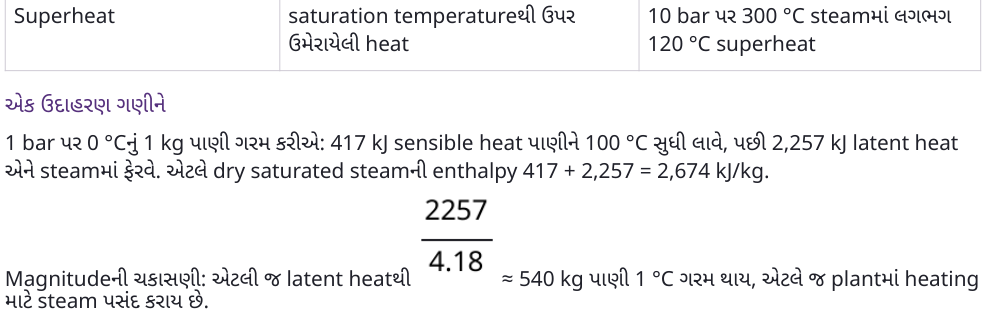 Superheat
saturation temperatureથી ઉપર
ઉમેરાયેલી heat
10 bar પર 300 °C steamમાં લગભગ
120 °C superheat
એક ઉદાહરણ ગણીને
1 bar પર 0 °Cનું 1 kg પાણી ગરમ કરીએ: 417 kJ sensible heat પાણીને 100 °C સુધી લાવે, પછી 2,257 kJ latent heat
એને steamમાં ફેરવે. એટલે dry saturated steamની enthalpy 417 + 2,257 = 2,674 kJ/kg.
Magnitudeની ચકાસણી: એટલી જ latent heatથી 2257/4.18 ≈ 540 kg પાણી 1 °C ગરમ થાય, એટલે જ plantમાં heating
માટે steam પસંદ કરાય છે.